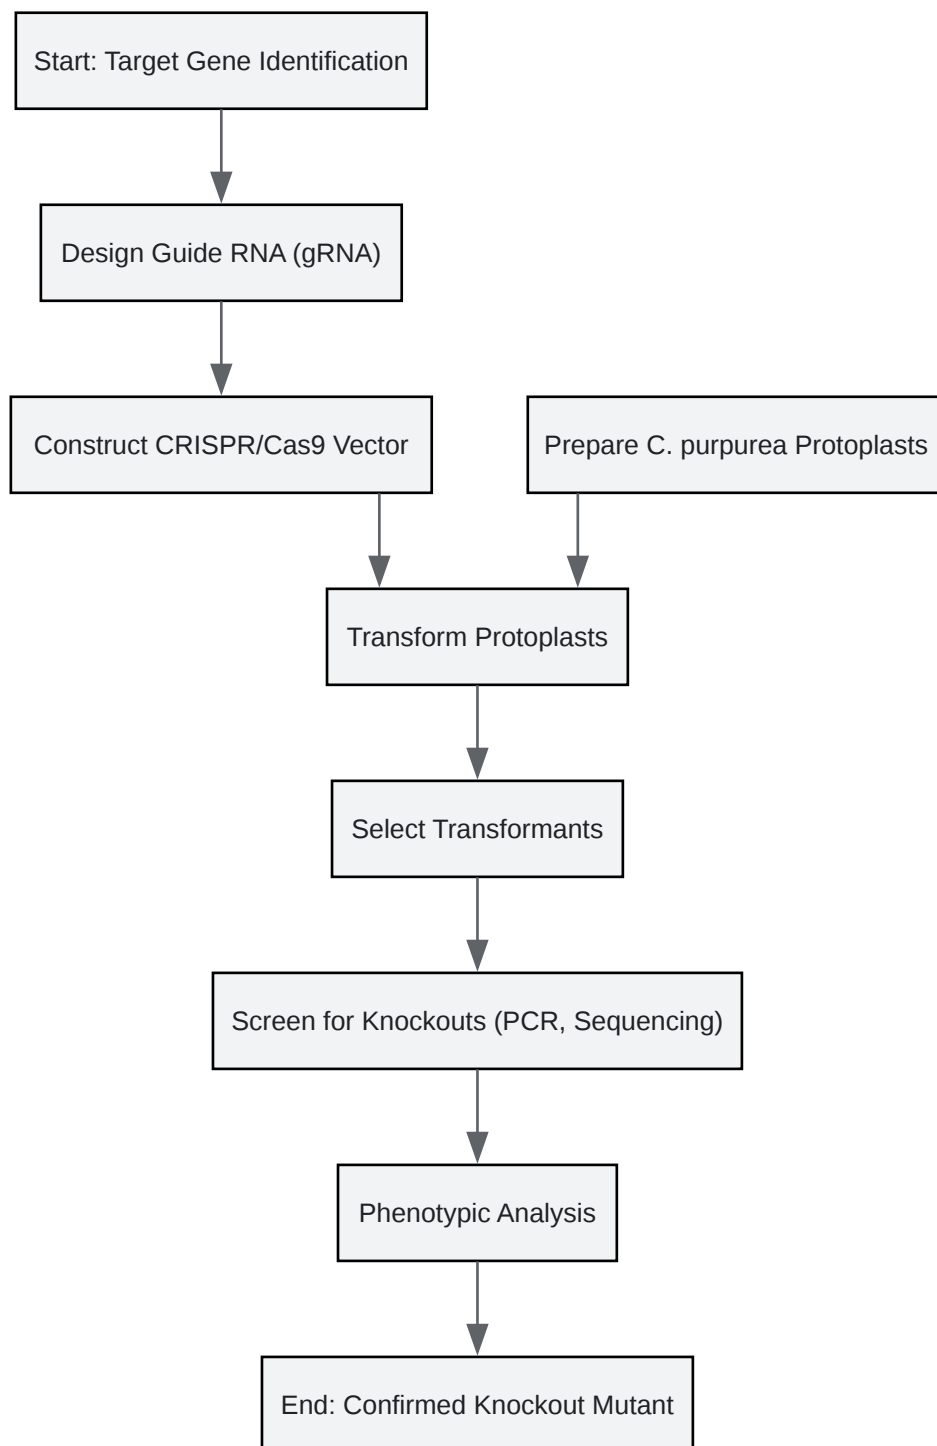 Start: Target Gene Identification
Design Guide RNA (gRNA)
Construct CRISPR/Cas9 Vector
Prepare C. purpurea Protoplasts
Transform Protoplasts
Select Transformants
Screen for Knockouts (PCR, Sequencing)
Phenotypic Analysis
End: Confirmed Knockout Mutant